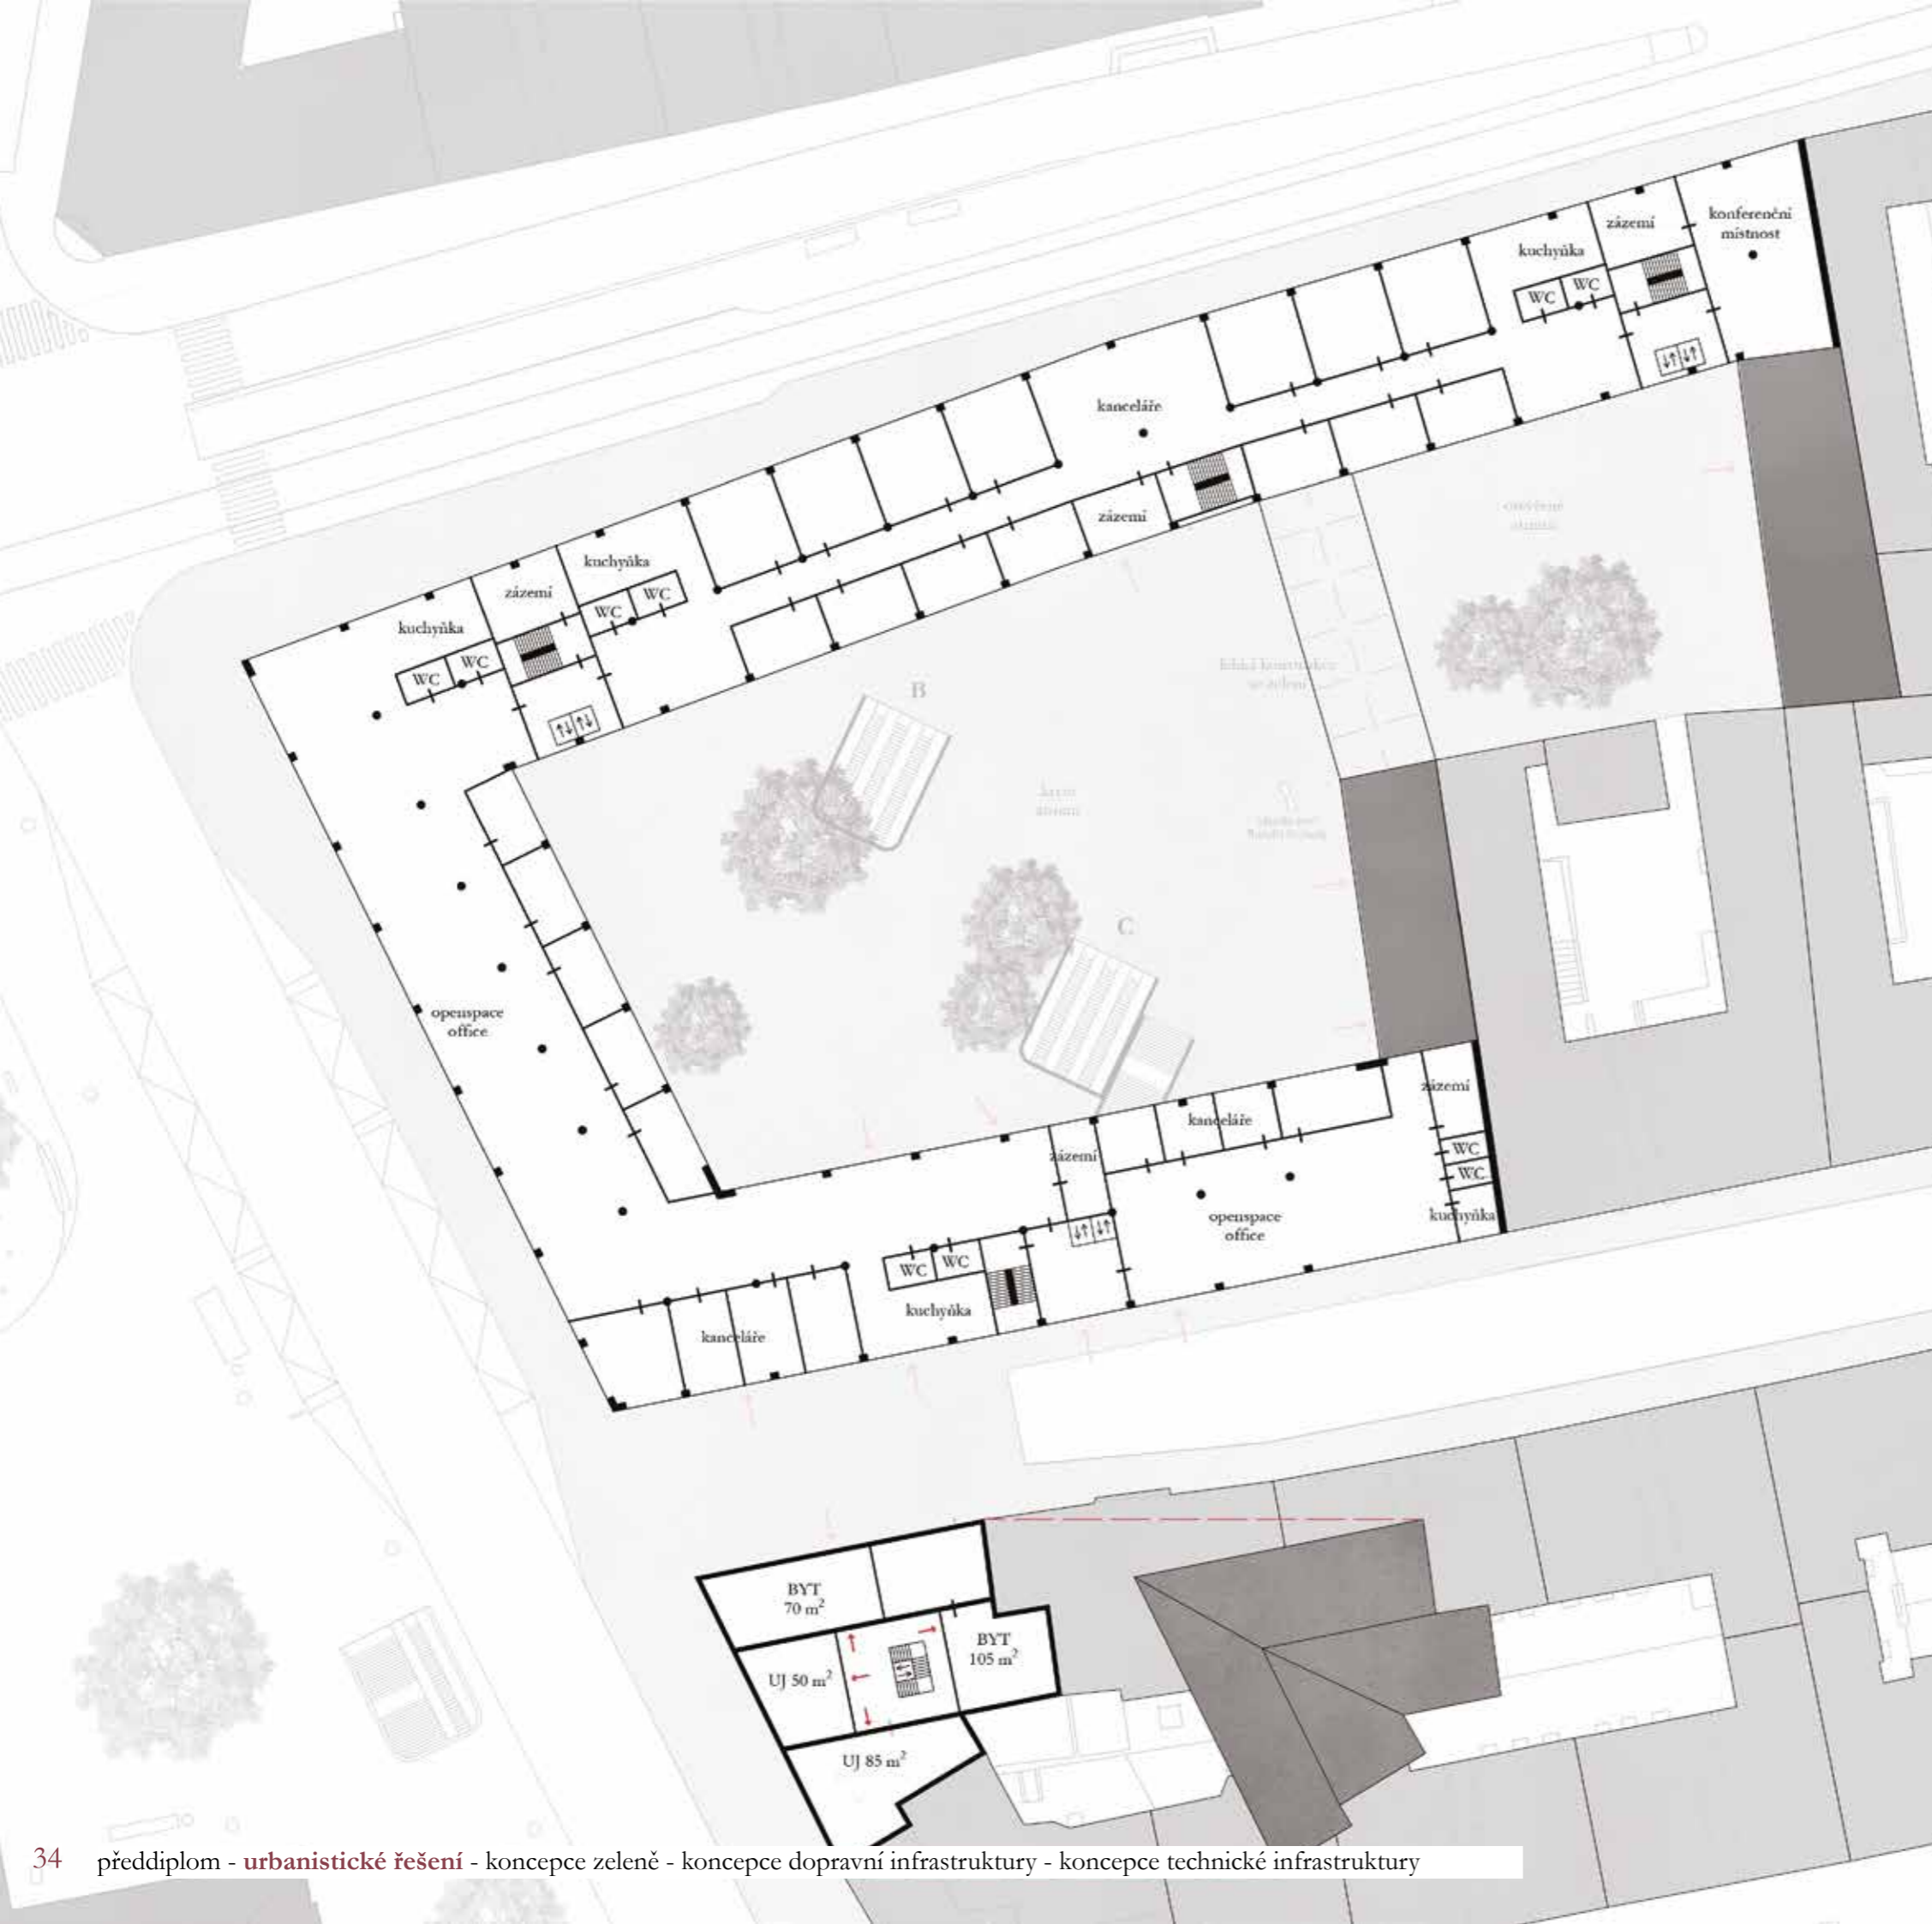 konferenční
místnost
zázemí
kuchyňka
WC
WC
kanceláře
zázemí
kuchyňka
WC
WC
zázemí
kuchyňka
WC
WC
B
C
openspace
office
zázemí
kanceláře
zázemí
WC
WC
kuchyňka
openspace
office
WC
WC
kuchyňka
kanceláře
BYT
70 m²
BYT
105 m²
UJ 50 m²
UJ 85 m²
34 předdiplom - urbanistické řešení - koncepce zeleně - koncepce dopravní infrastruktury - koncepce technické infrastruktury